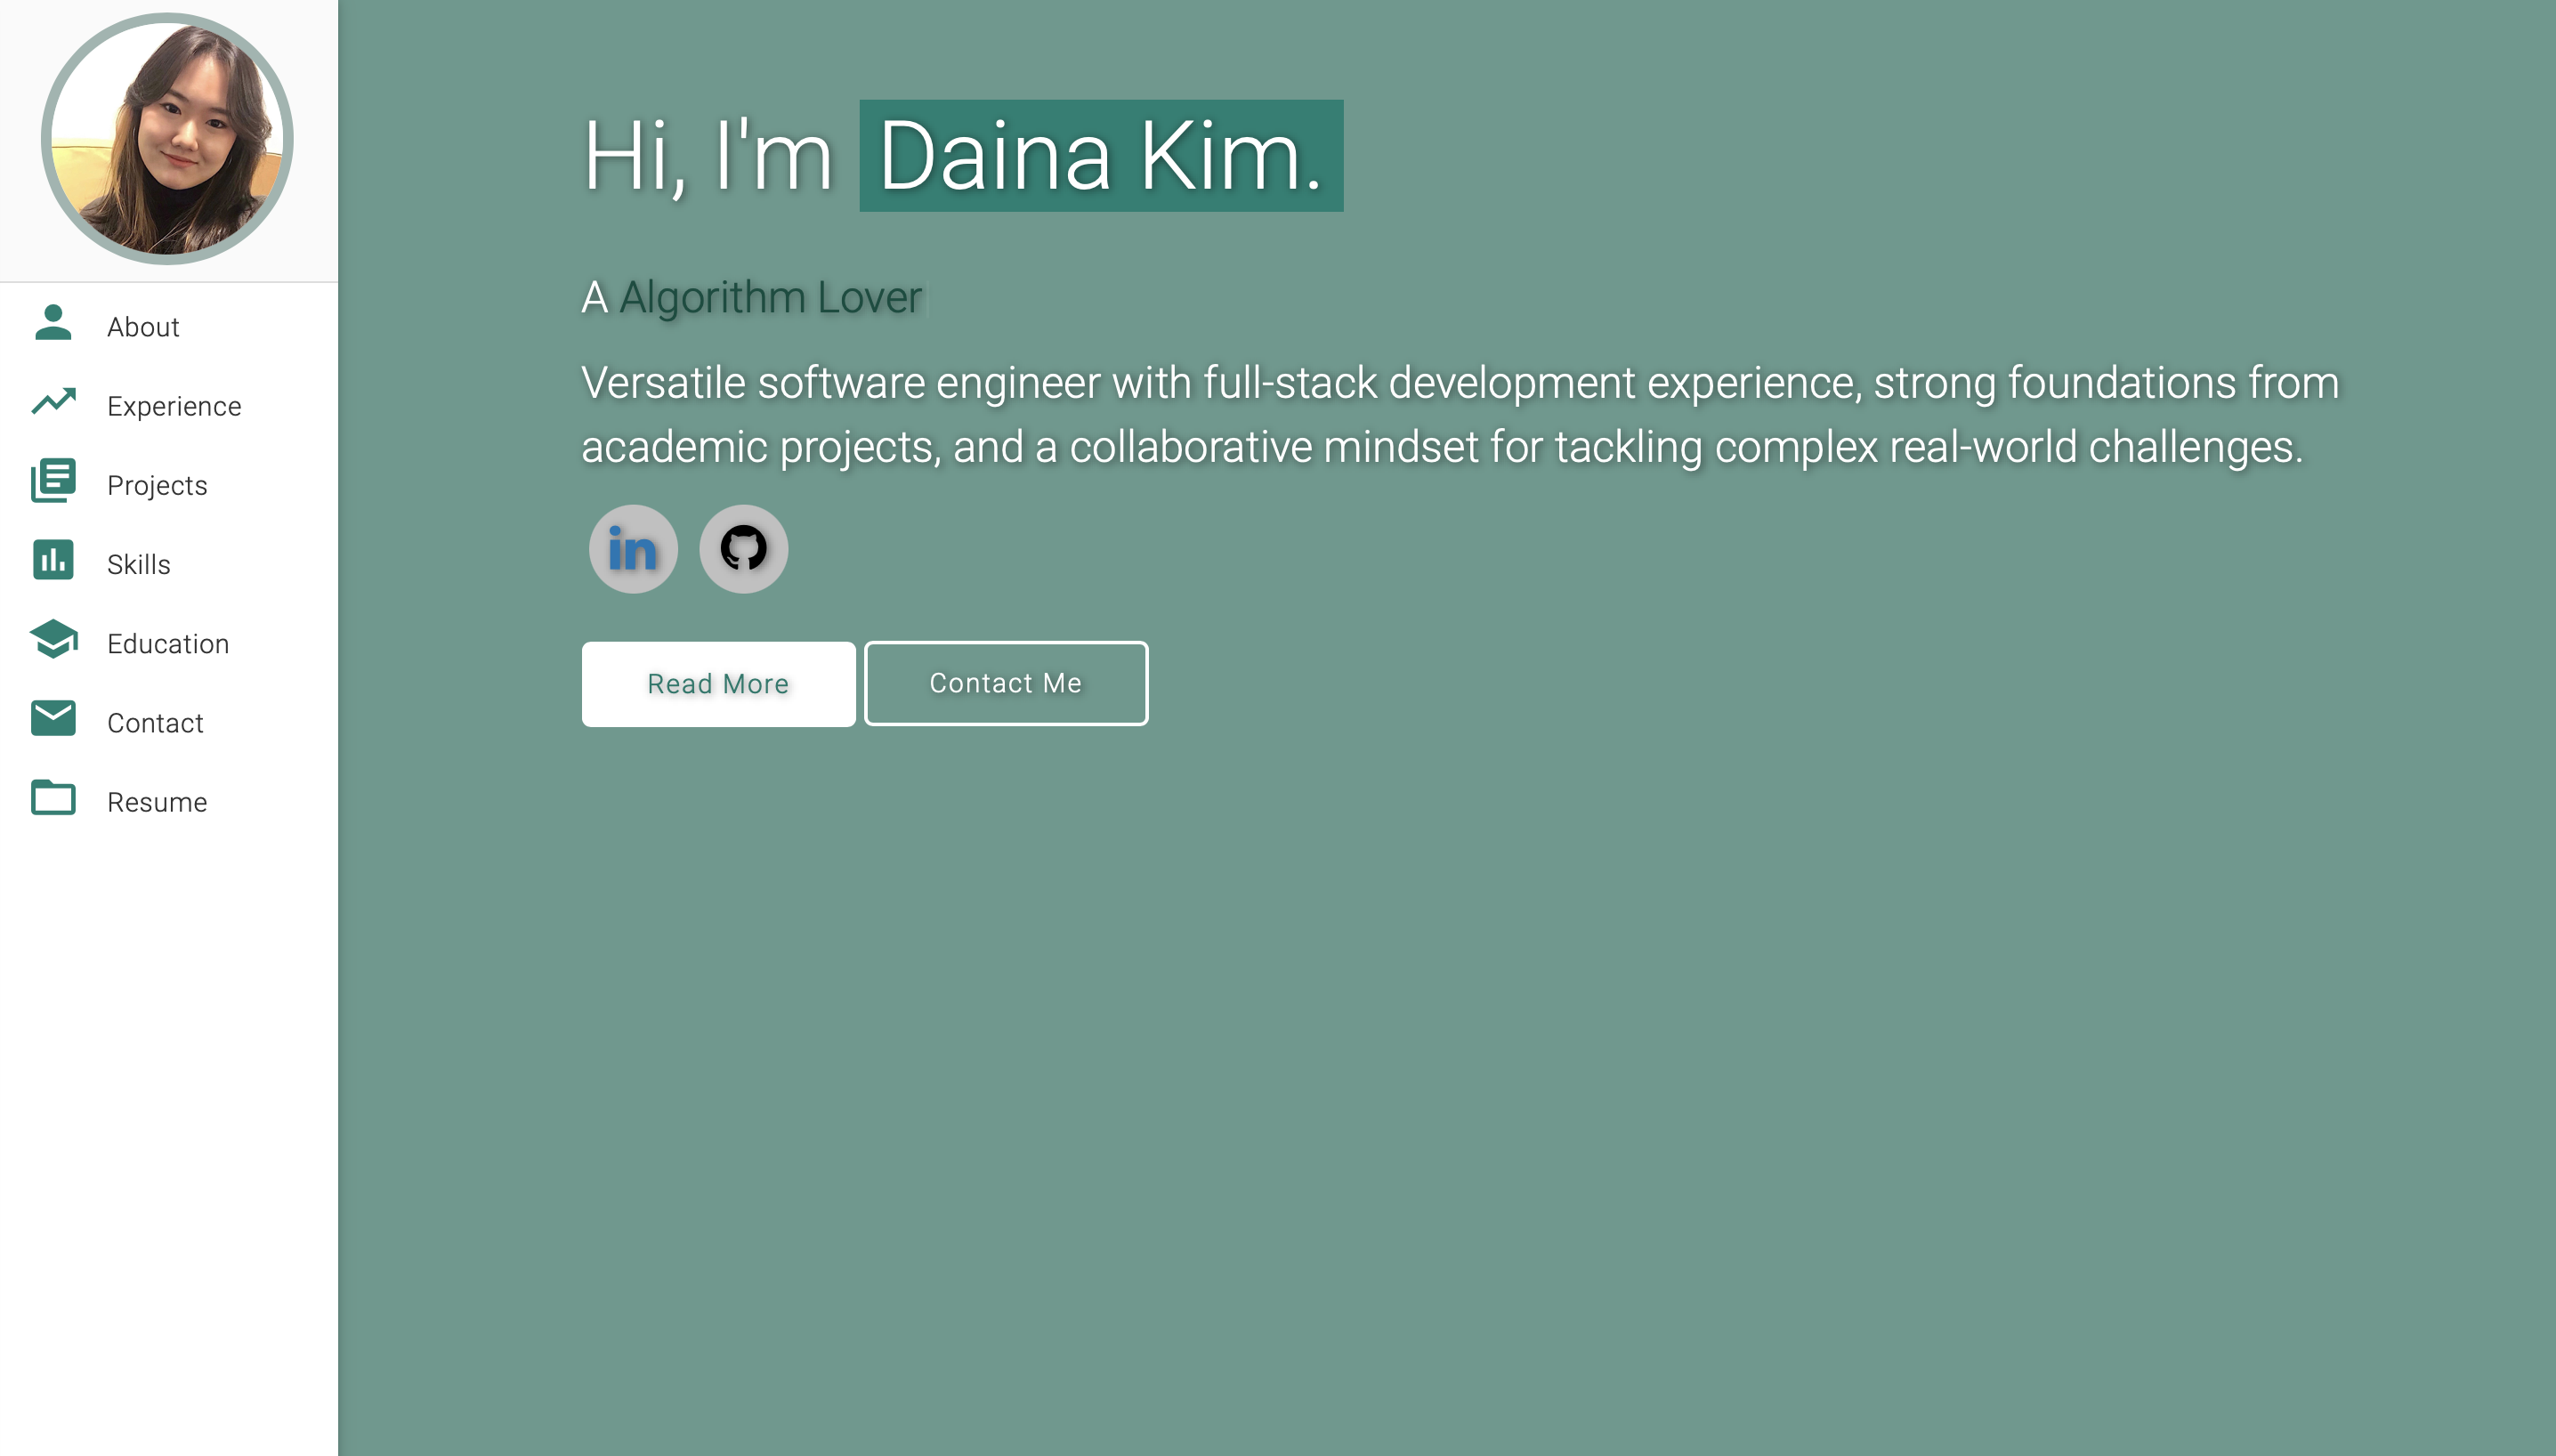 Hi, I'm Daina Kim.
A Algorithm Lover
Versatile software engineer with full-stack development experience, strong foundations from
academic projects, and a collaborative mindset for tackling complex real-world challenges.
in
Read More
Contact Me
About
Experience
Projects
Skills
Education
Contact
Resume